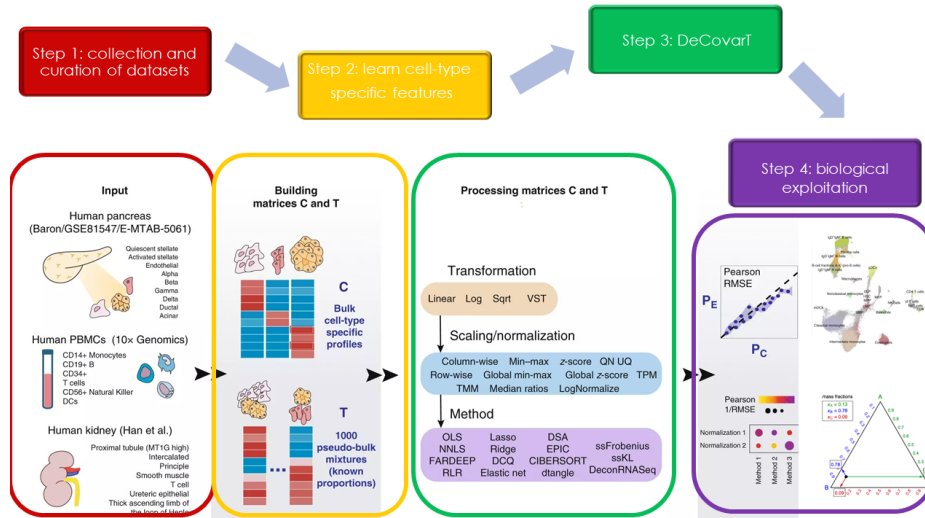 Step 1: collection and
curation of datasets
Step 2: learn cell-type
specific features
Step 3: DeCovarT
Step 4: biological
exploitation
Input
Human pancreas
(Baron/GSE81547/E-MTAB-5061)
Quiescent stellate
Activated stellate
Endothelial
Alpha
Beta
Gamma
Delta
Ductal
Acinar
Human PBMCs (10× Genomics)
CD14+ Monocytes
CD19+ B
CD34+
T cells
CD56+ Natural Killer
DCs
Human kidney (Han et al.)
Proximal tubule (MT1G high)
Intercalated
Principle
Smooth muscle
T cell
Ureteric epithelial
Thick ascending limb of
the loop of Henle
Building
matrices C and T
C
Bulk
cell-type
specific
profiles
T
1000
pseudo-bulk
mixtures
(known
proportions)
...
Processing matrices C and T
:
Transformation
Linear Log Sqrt VST
Scaling/normalization
Column-wise Min–max z-score QN UQ
Row-wise Global min-max Global z-score TPM
TMM Median ratios LogNormalize
Method
OLS Lasso DSA ssFrobenius
NNLS Ridge EPIC ssKL
FARDEEP DCQ CIBERSORT DeconRNASeq
RLR Elastic net dtangle
Pearson
RMSE
P_E
P_C
Pearson
1/RMSE
Normalization 1
Normalization 2
Method 1
Method 2
Method 3
mass fractions
A
B
0.78
0.09